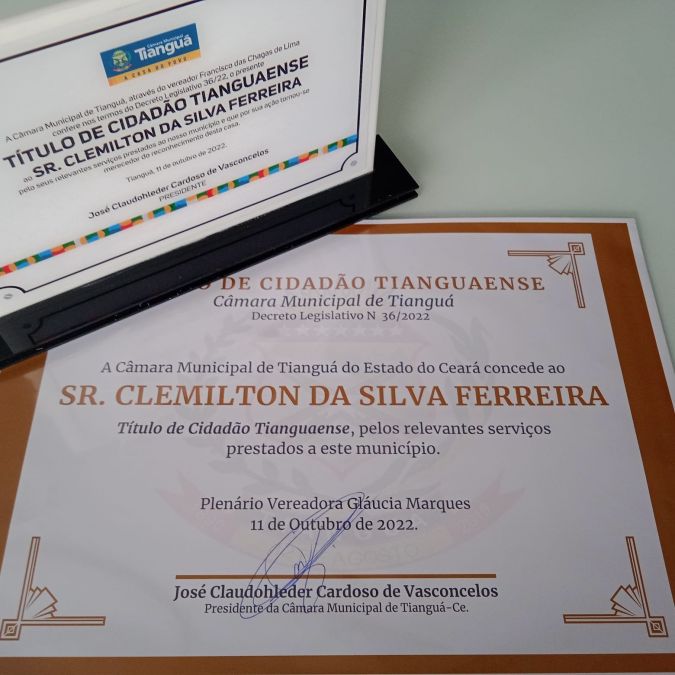 Câmara Municipal
Tianguá
A CASA DO POVO
A Câmara Municipal de Tianguá, através do vereador Francisco das Chagas de Lima
confere nos termos do Decreto Legislativo 36/22, o presente
TÍTULO DE CIDADÃO TIANGUAENSE
ao SR. CLEMILTON DA SILVA FERREIRA
pelo seus relevantes serviços prestados ao nosso município e que por sua ação tornou-se
merecedor do reconhecimento desta casa.
Tianguá, 11 de outubro de 2022.
José Claudohleder Cardoso de Vasconcelos
PRESIDENTE
O DE CIDADÃO TIANGUAENSE
Câmara Municipal de Tianguá
Decreto Legislativo N 36/2022
A Câmara Municipal de Tianguá do Estado do Ceará concede ao
SR. CLEMILTON DA SILVA FERREIRA
Título de Cidadão Tianguaense, pelos relevantes serviços
prestados a este município.
Plenário Vereadora Gláucia Marques
11 de Outubro de 2022.
AGOSTO
José Claudohleder Cardoso de Vasconcelos
Presidente da Câmara Municipal de Tianguá-Ce.